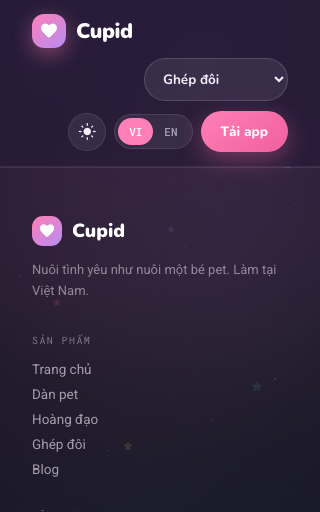 Cupid
Ghép đôi
VI EN Tải app
Cupid
Nuôi tình yêu như nuôi một bé pet. Làm tại
Việt Nam.
SẢN PHẨM
Trang chủ
Dàn pet
Hoàng đạo
Ghép đôi
Blog